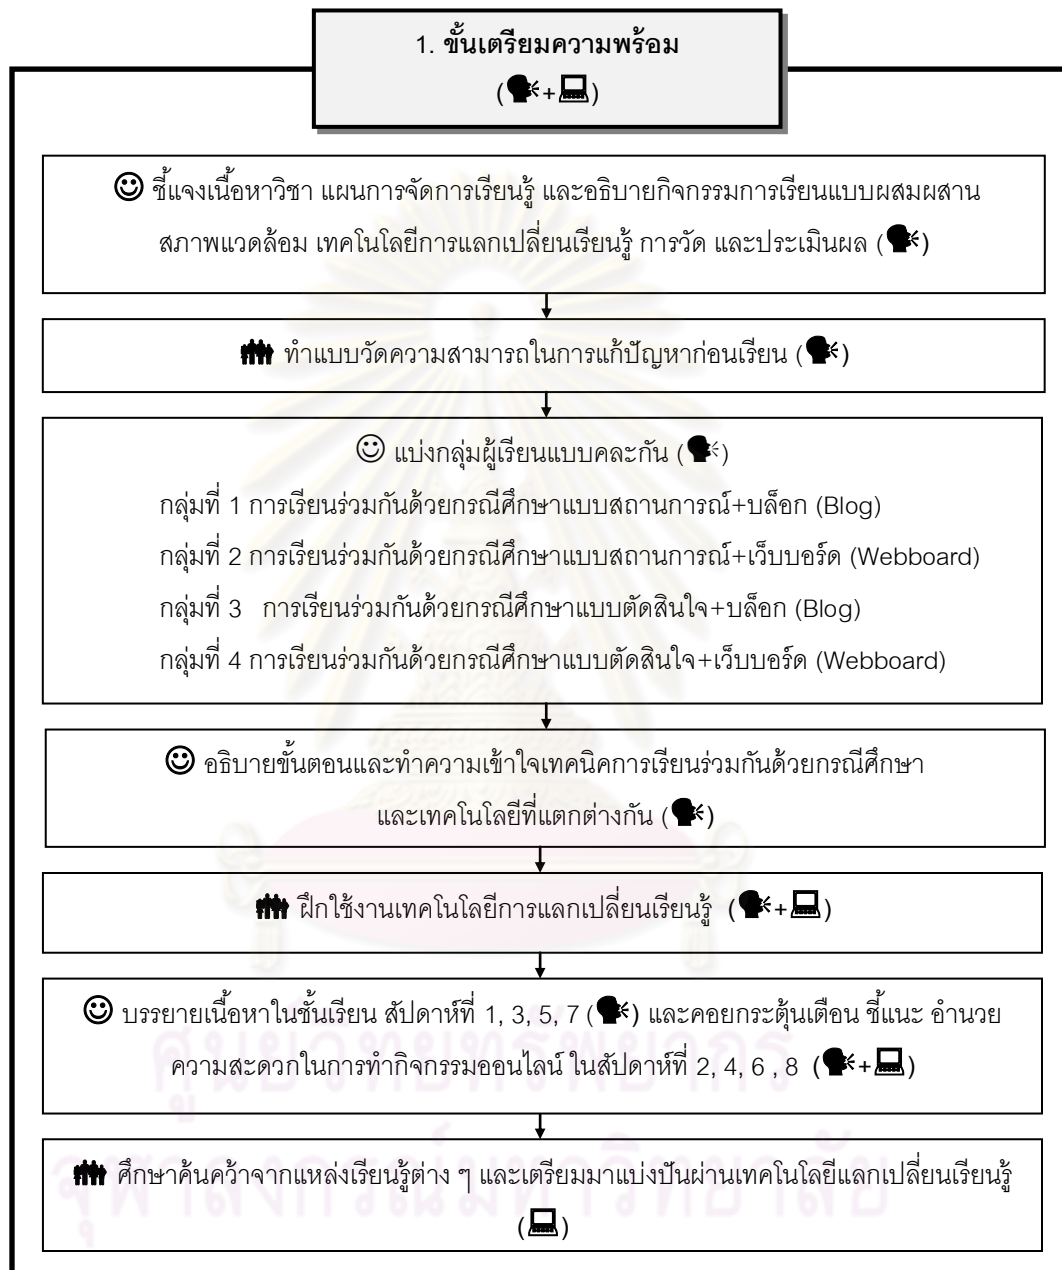 1. ขั้นเตรียมความพร้อม
(🗣+💻)
☺ ชี้แจงเนื้อหาวิชา แผนการจัดการเรียนรู้ และอธิบายกิจกรรมการเรียนแบบผสมผสาน
สภาพแวดล้อม เทคโนโลยีการแลกเปลี่ยนเรียนรู้ การวัด และประเมินผล (🗣)
ทำแบบวัดความสามารถในการแก้ปัญหาก่อนเรียน (🗣)
☺ แบ่งกลุ่มผู้เรียนแบบคละกัน (🗣)
กลุ่มที่ 1 การเรียนร่วมกันด้วยกรณีศึกษาแบบสถานการณ์+บล็อก (Blog)
กลุ่มที่ 2 การเรียนร่วมกันด้วยกรณีศึกษาแบบสถานการณ์+เว็บบอร์ด (Webboard)
กลุ่มที่ 3 การเรียนร่วมกันด้วยกรณีศึกษาแบบตัดสินใจ+บล็อก (Blog)
กลุ่มที่ 4 การเรียนร่วมกันด้วยกรณีศึกษาแบบตัดสินใจ+เว็บบอร์ด (Webboard)
☺ อธิบายขั้นตอนและทำความเข้าใจเทคนิคการเรียนร่วมกันด้วยกรณีศึกษา
และเทคโนโลยีที่แตกต่างกัน (🗣)
ฝึกใช้งานเทคโนโลยีการแลกเปลี่ยนเรียนรู้ (🗣+💻)
☺ บรรยายเนื้อหาในชั้นเรียน สัปดาห์ที่ 1, 3, 5, 7 (🗣) และคอยกระตุ้นเตือน ชี้แนะ อำนวย
ศูนย์วิทยทรัพยากร
ความสะดวกในการทำกิจกรรมออนไลน์ ในสัปดาห์ที่ 2, 4, 6 , 8 (🗣+💻)
ศึกษาค้นคว้าจากแหล่งเรียนรู้ต่าง ๆ และเตรียมมาแบ่งปันผ่านเทคโนโลยีแลกเปลี่ยนเรียนรู้
จุฬาลงกรณ์มหาวิทยาลัย
(💻)